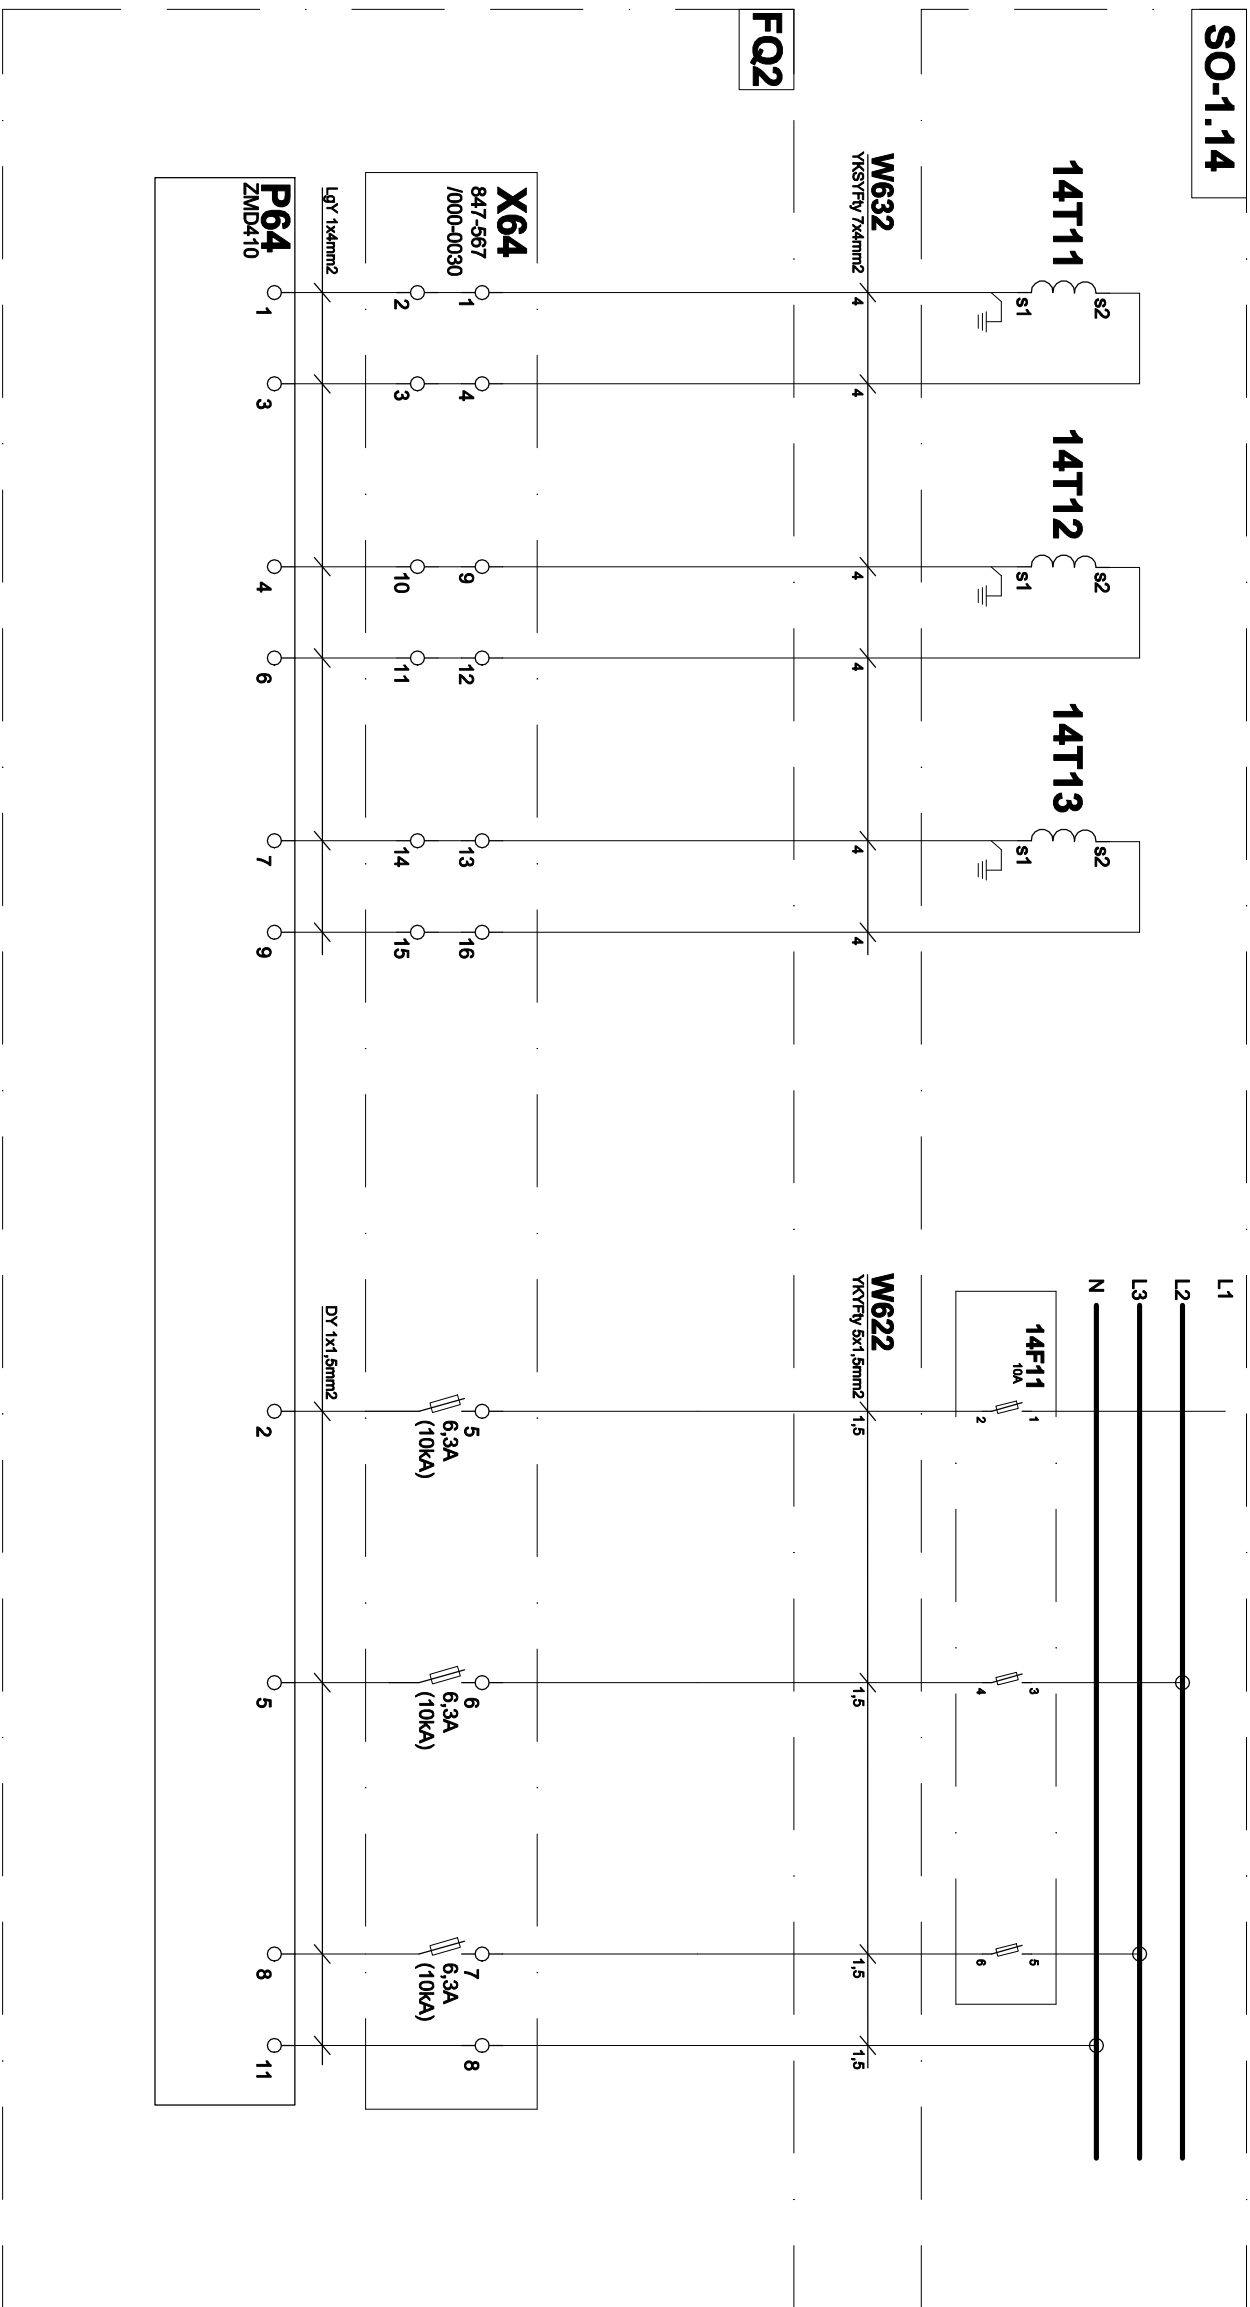 SO-1.14
14T11
s2
s1
14T12
s2
s1
14T13
s2
s1
L1
L2
L3
N
14F11
10A
1
2
3
4
5
6
W632
YKSYFty 7x4mm2
4
4
4
4
4
4
W622
YKYFty 5x1,5mm2
1,5
1,5
1,5
1,5
FQ2
X64
847-567
/000-0030
1
4
9
12
13
16
5
6
7
8
2
3
10
11
14
15
6,3A
(10kA)
6,3A
(10kA)
6,3A
(10kA)
LgY 1x4mm2
DY 1x1,5mm2
P64
ZMD410
1
3
4
6
7
9
2
5
8
11